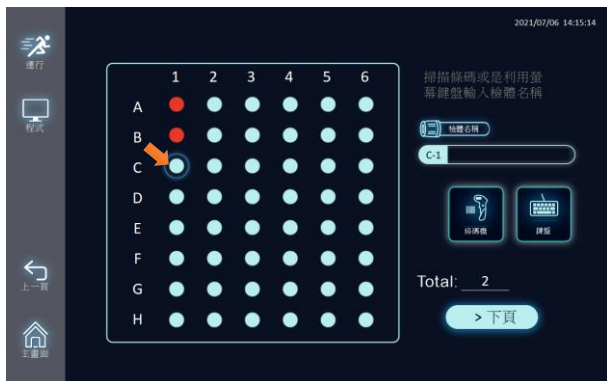 2021/07/06 14:15:14
運行
程式
上一頁
主畫面
1 2 3 4 5 6
A
B
C
D
E
F
G
H
掃描條碼或是利用螢
幕鍵盤輸入檢體名稱
檢體名稱
C-1
條碼機
鍵盤
Total: 2
> 下頁